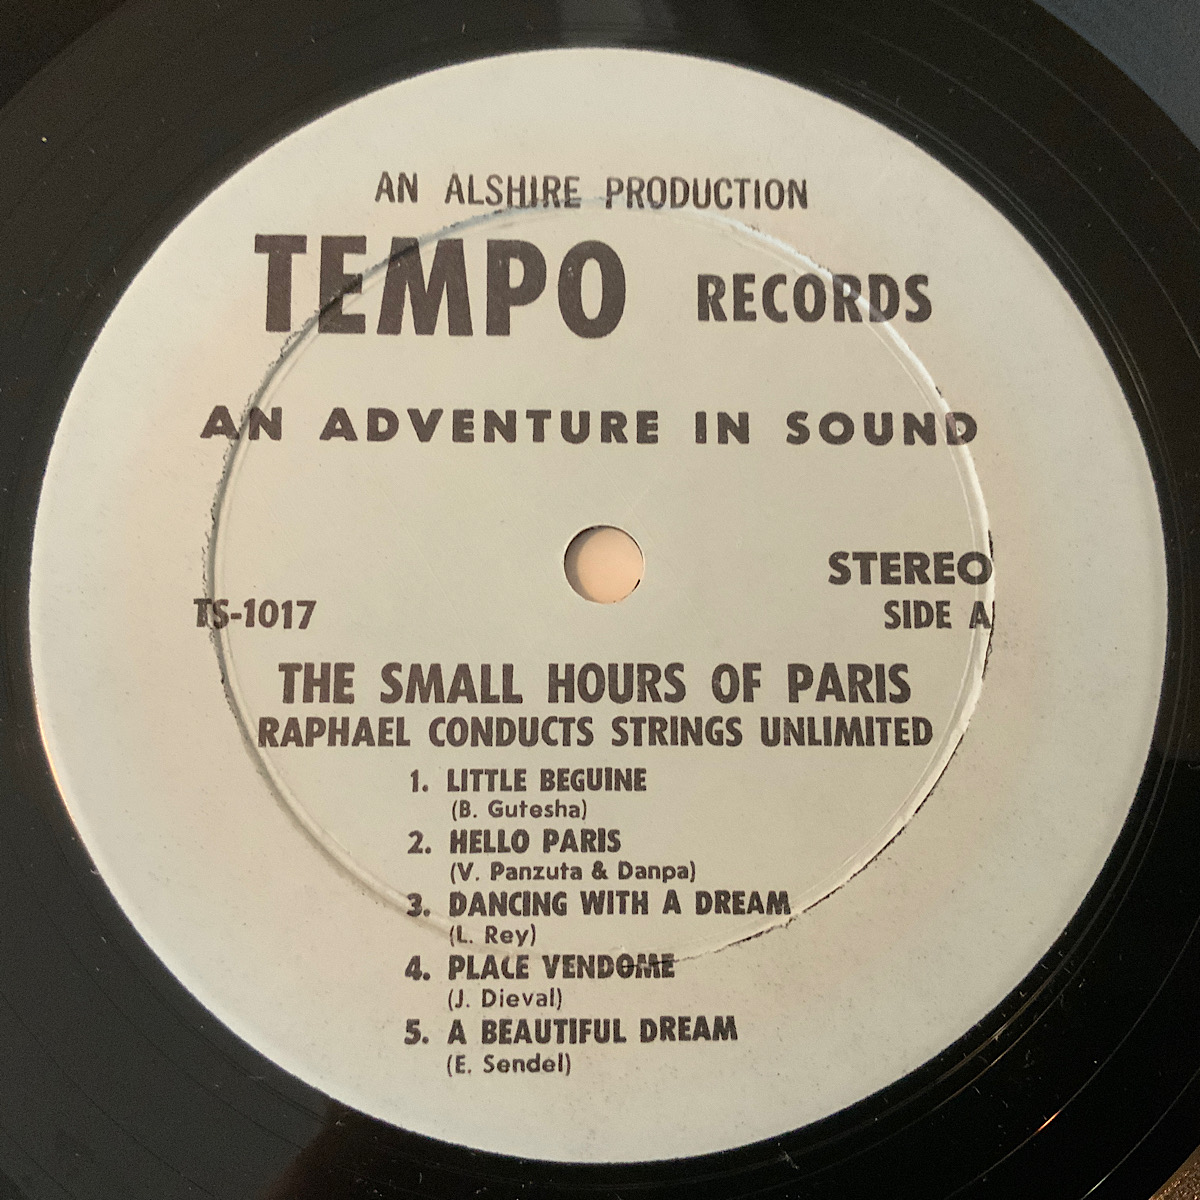 AN ALSHIRE PRODUCTION
TEMPO RECORDS
AN ADVENTURE IN SOUND
STEREO
TS-1017 SIDE A
THE SMALL HOURS OF PARIS
RAPHAEL CONDUCTS STRINGS UNLIMITED
1. LITTLE BEGUINE
(B. Gutesha)
2. HELLO PARIS
(V. Panzuta & Danpa)
3. DANCING WITH A DREAM
(L. Rey)
4. PLACE VENDOME
(J. Dieval)
5. A BEAUTIFUL DREAM
(E. Sendel)